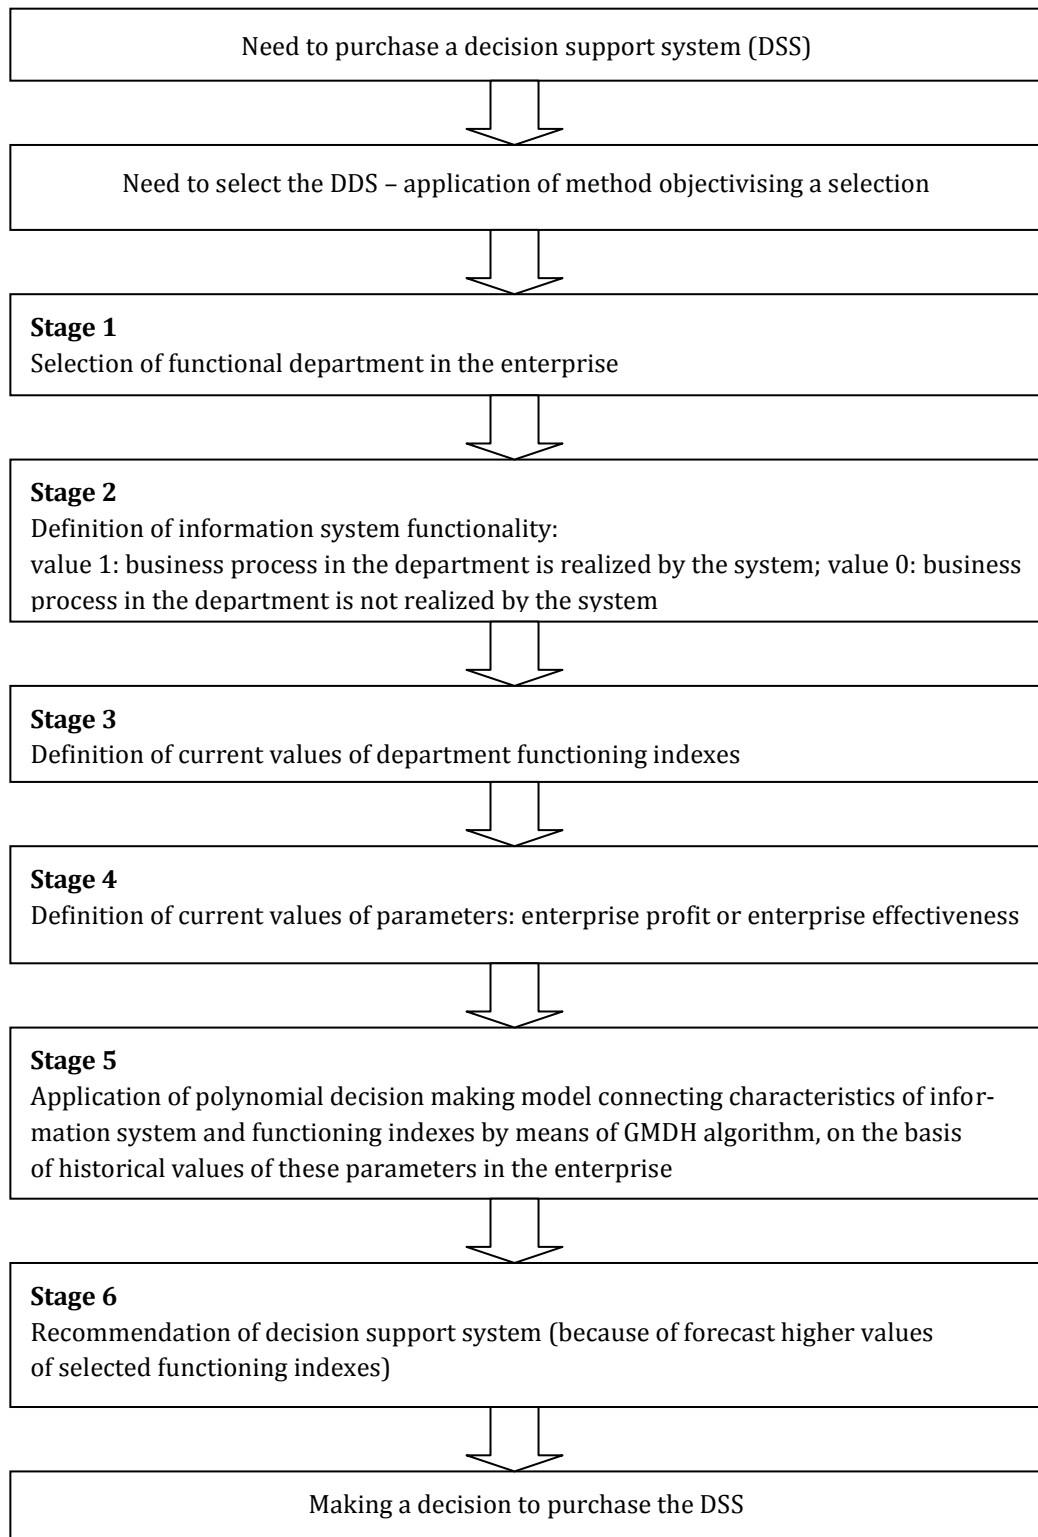 Need to purchase a decision support system (DSS)
Need to select the DDS – application of method objectivising a selection
Stage 1
Selection of functional department in the enterprise
Stage 2
Definition of information system functionality:
value 1: business process in the department is realized by the system; value 0: business
process in the department is not realized by the system
Stage 3
Definition of current values of department functioning indexes
Stage 4
Definition of current values of parameters: enterprise profit or enterprise effectiveness
Stage 5
Application of polynomial decision making model connecting characteristics of infor-
mation system and functioning indexes by means of GMDH algorithm, on the basis
of historical values of these parameters in the enterprise
Stage 6
Recommendation of decision support system (because of forecast higher values
of selected functioning indexes)
Making a decision to purchase the DSS